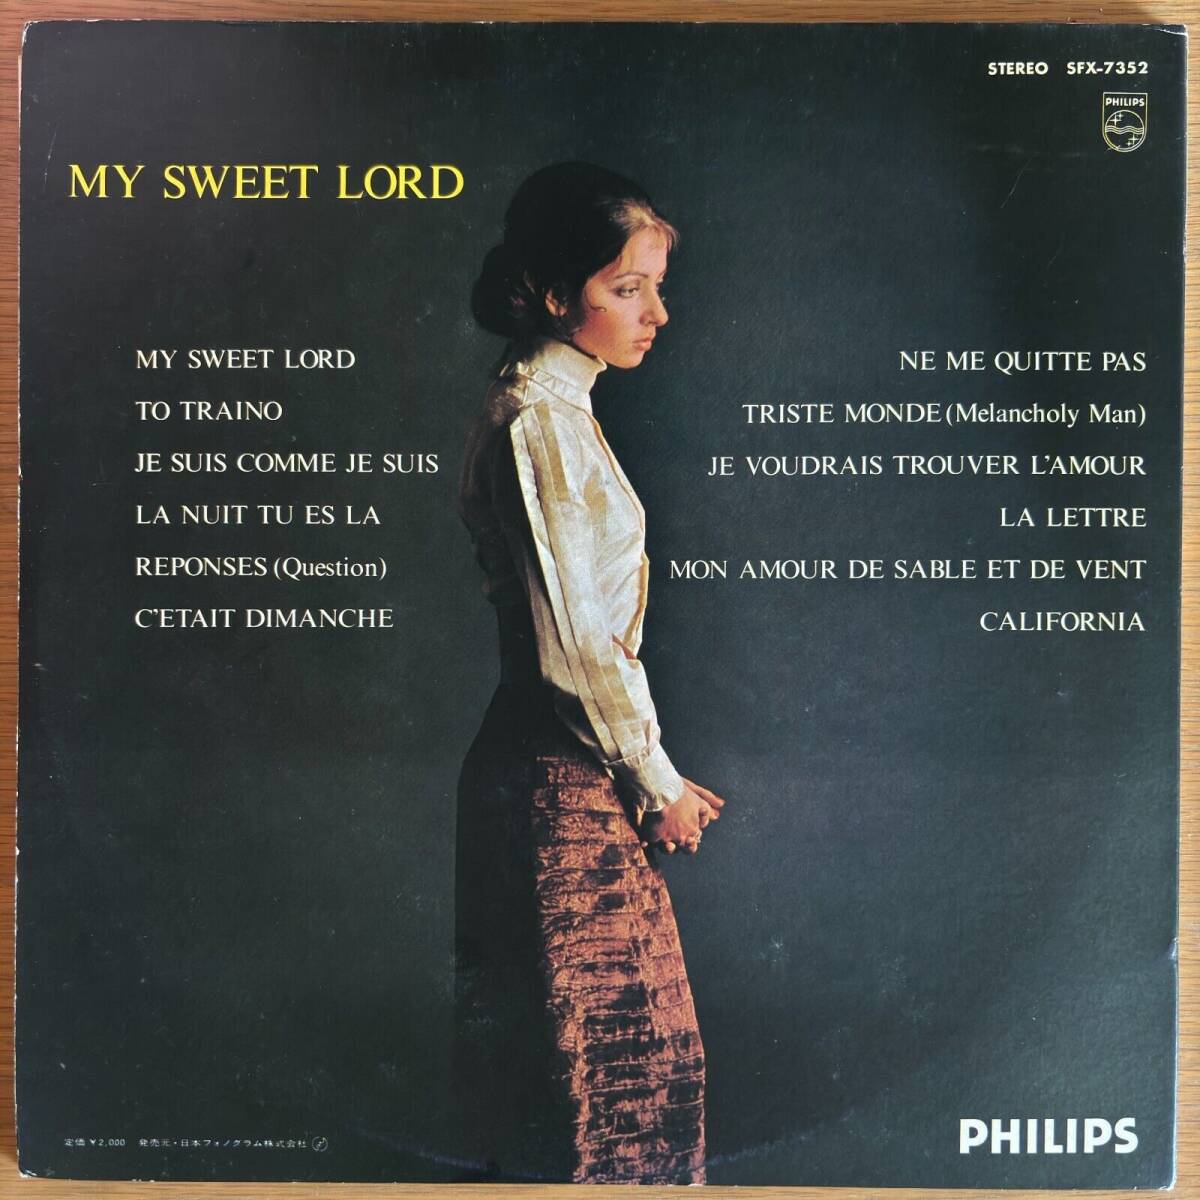 STEREO SFX-7352
PHILIPS
MY SWEET LORD
MY SWEET LORD
TO TRAINO
JE SUIS COMME JE SUIS
LA NUIT TU ES LA
REPONSES (Question)
C'ETAIT DIMANCHE
NE ME QUITTE PAS
TRISTE MONDE (Melancholy Man)
JE VOUDRAIS TROUVER L'AMOUR
LA LETTRE
MON AMOUR DE SABLE ET DE VENT
CALIFORNIA
定価 ¥2,000 発売元・日本フォノグラム株式会社
PHILIPS